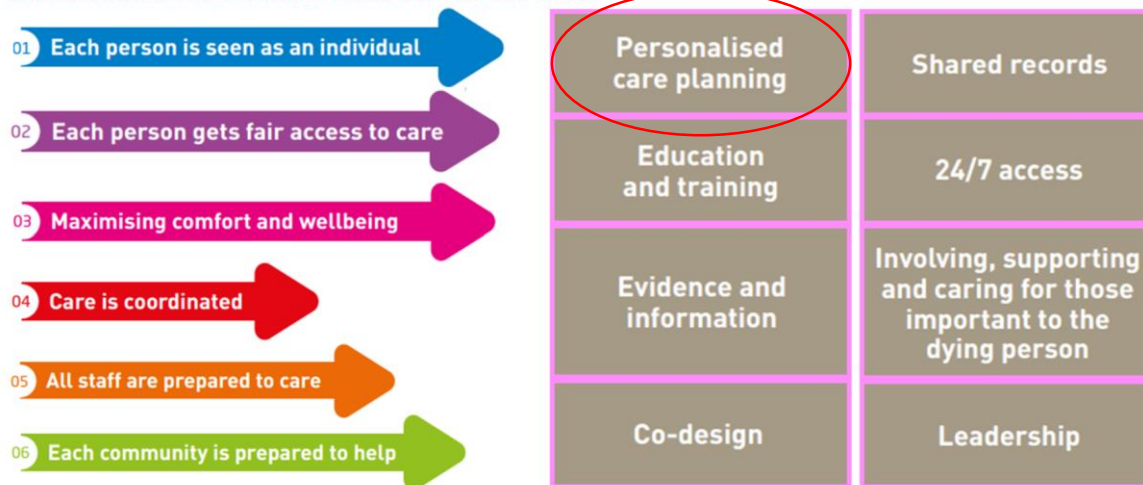 01 Each person is seen as an individual
02 Each person gets fair access to care
03 Maximising comfort and wellbeing
04 Care is coordinated
05 All staff are prepared to care
06 Each community is prepared to help
Personalised
care planning
Shared records
Education
and training
24/7 access
Evidence and
information
Involving, supporting
and caring for those
important to the
dying person
Co-design
Leadership